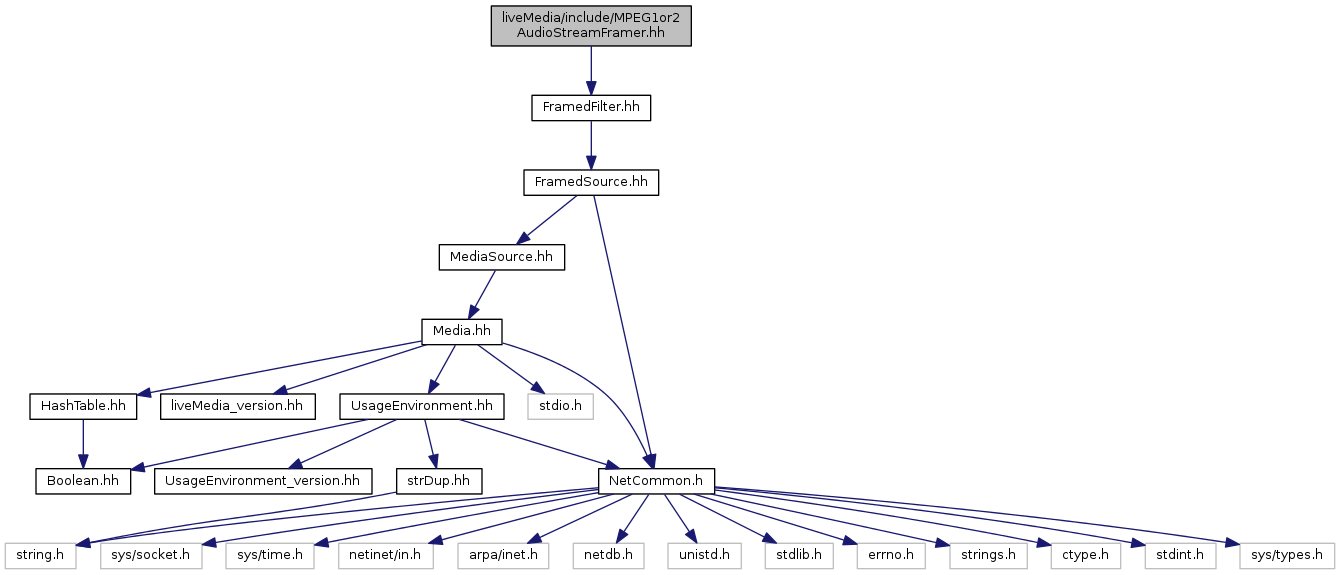 liveMedia/include/MPEG1or2
AudioStreamFramer.hh
FramedFilter.hh
FramedSource.hh
MediaSource.hh
Media.hh
HashTable.hh
liveMedia_version.hh
UsageEnvironment.hh
stdio.h
Boolean.hh
UsageEnvironment_version.hh
strDup.hh
NetCommon.h
string.h
sys/socket.h
sys/time.h
netinet/in.h
arpa/inet.h
netdb.h
unistd.h
stdlib.h
errno.h
strings.h
ctype.h
stdint.h
sys/types.h